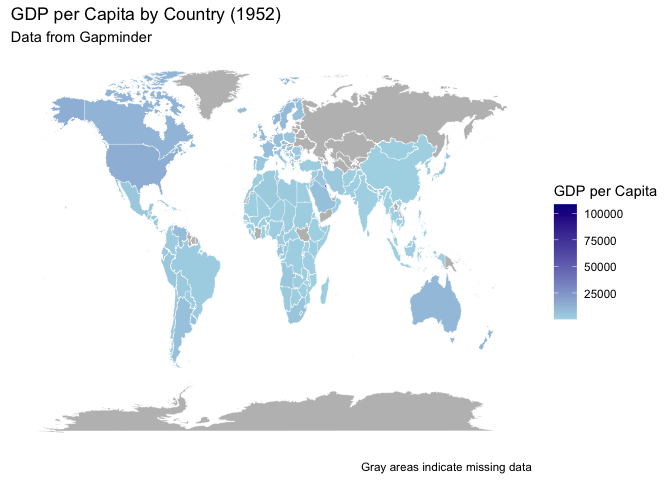 GDP per Capita by Country (1952)
Data from Gapminder
GDP per Capita
100000
75000
50000
25000
Gray areas indicate missing data